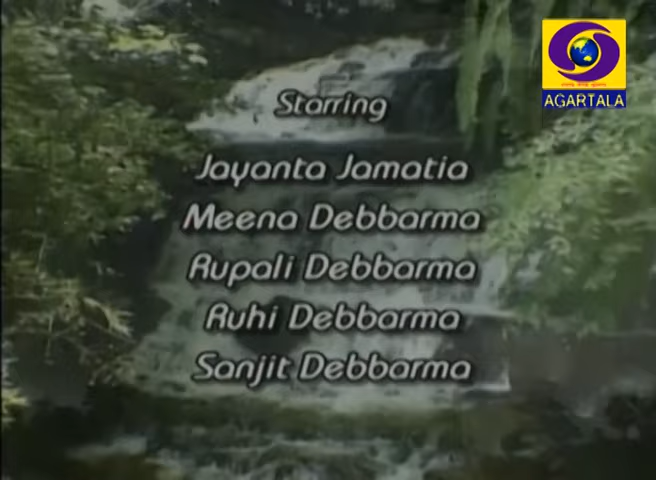 Starring
AGARTALA
Jayanta Jamatia
Meena Debbarma
Rupali Debbarma
Ruhi Debbarma
Sanjit Debbarma